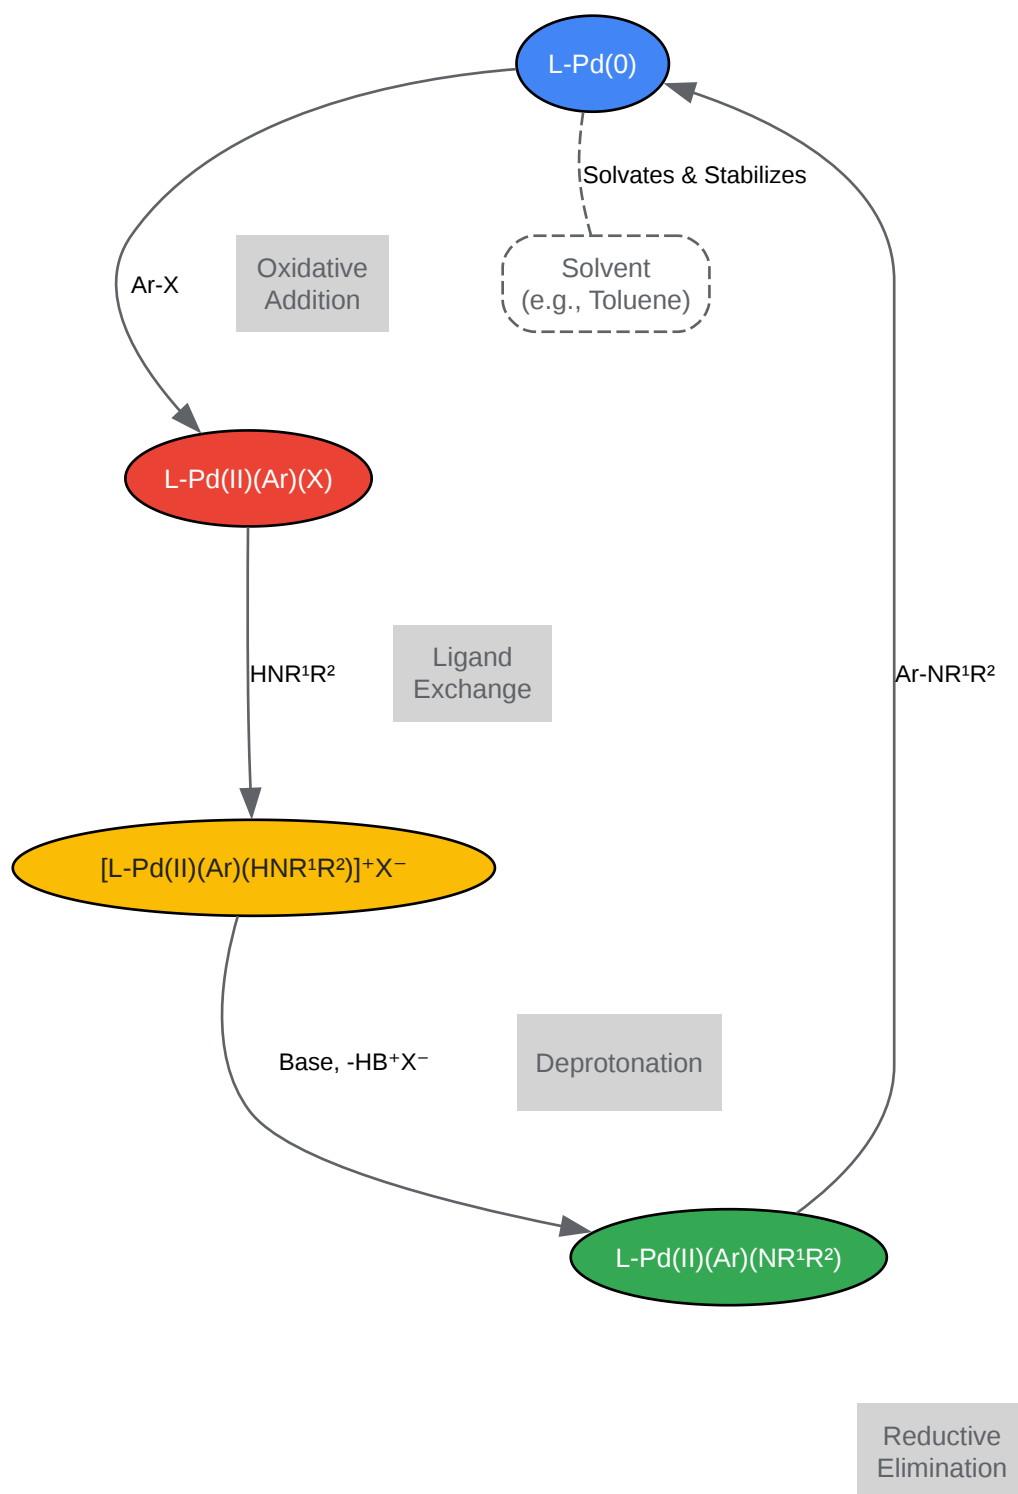 L-Pd(0)
Solvates & Stabilizes
Ar-X
Oxidative
Addition
Solvent
(e.g., Toluene)
L-Pd(II)(Ar)(X)
HNR¹R²
Ligand
Exchange
Ar-NR¹R²
[L-Pd(II)(Ar)(HNR¹R²)]⁺X⁻
Base, -HB⁺X⁻
Deprotonation
L-Pd(II)(Ar)(NR¹R²)
Reductive
Elimination